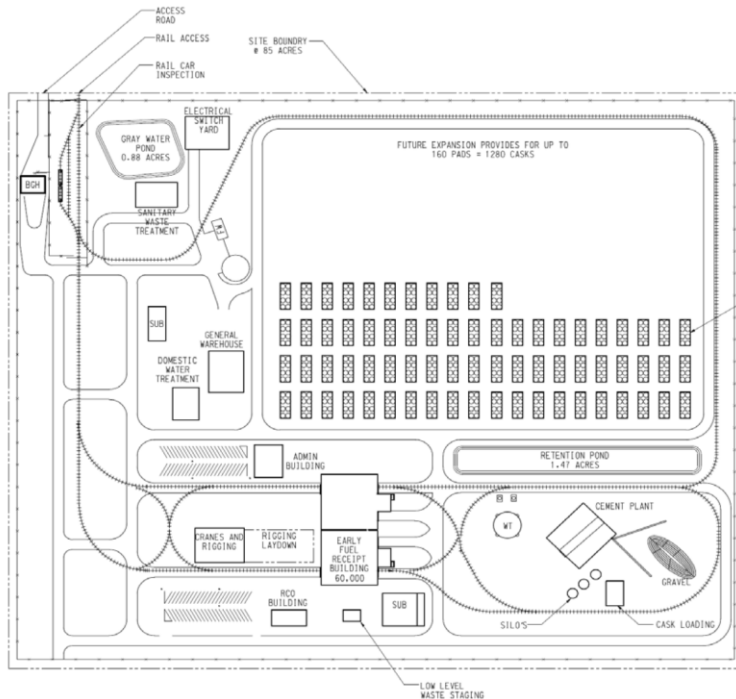 ACCESS
ROAD
RAIL ACCESS
RAIL CAR
INSPECTION
SITE BOUNDARY
@ 85 ACRES
ELECTRICAL
SWITCH
YARD
GRAY WATER
POND
0.88 ACRES
FUTURE EXPANSION PROVIDES FOR UP TO
160 PADS = 1280 CASKS
BGH
SANITARY
WASTE
TREATMENT
SUB
GENERAL
WAREHOUSE
DOMESTIC
WATER
TREATMENT
ADMIN
BUILDING
RETENTION POND
1.47 ACRES
CEMENT PLANT
WT
CRANES AND
RIGGING
RIGGING
LAYDOWN
EARLY
FUEL
RECEIPT
BUILDING
60,000
GRAVEL
RCO
BUILDING
SUB
SILO'S
CASK LOADING
LOW LEVEL
WASTE STAGING